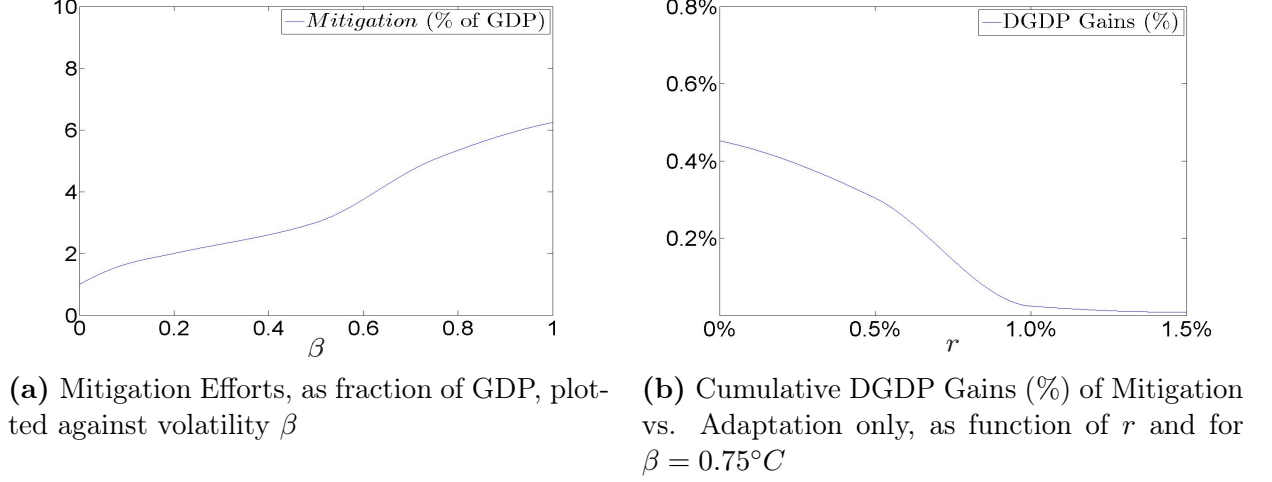 10
8
6
4
2
0
0
0.2
0.4
0.6
0.8
1
Mitigation (% of GDP)
β
(a) Mitigation Efforts, as fraction of GDP, plot-
ted against volatility β
0.8%
0.6%
0.4%
0.2%
0%
0.5%
1.0%
1.5%
DGDP Gains (%)
r
(b) Cumulative DGDP Gains (%) of Mitigation
vs. Adaptation only, as function of r and for
β = 0.75°C